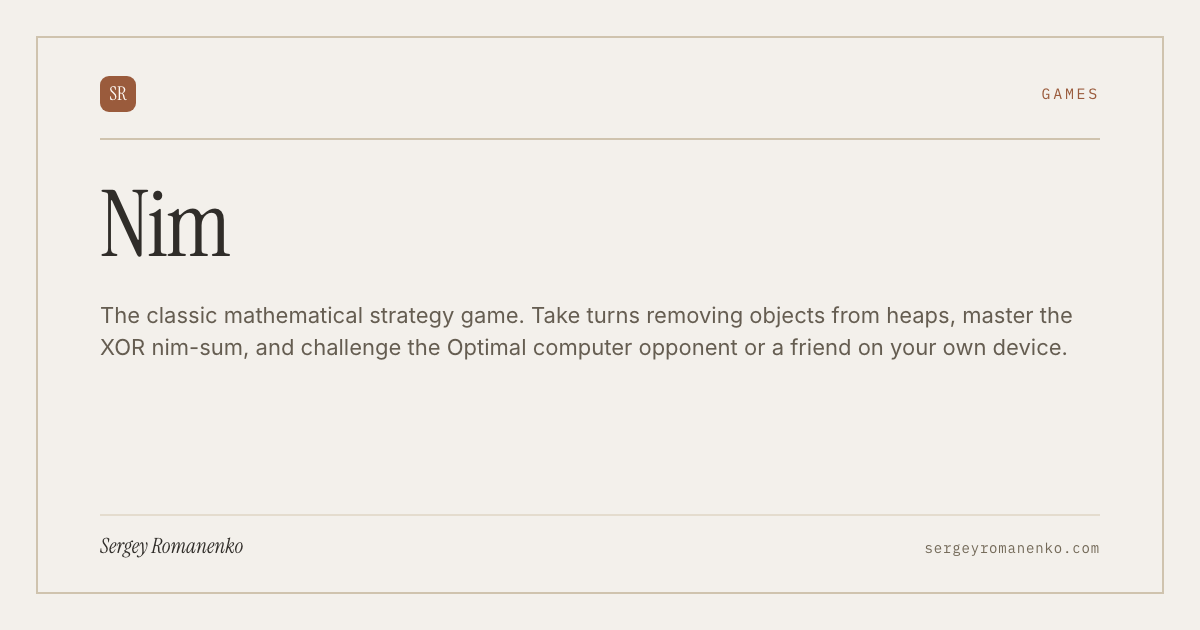 SR
GAMES
Nim
The classic mathematical strategy game. Take turns removing objects from heaps, master the
XOR nim-sum, and challenge the Optimal computer opponent or a friend on your own device.
Sergey Romanenko
sergeyromanenko.com